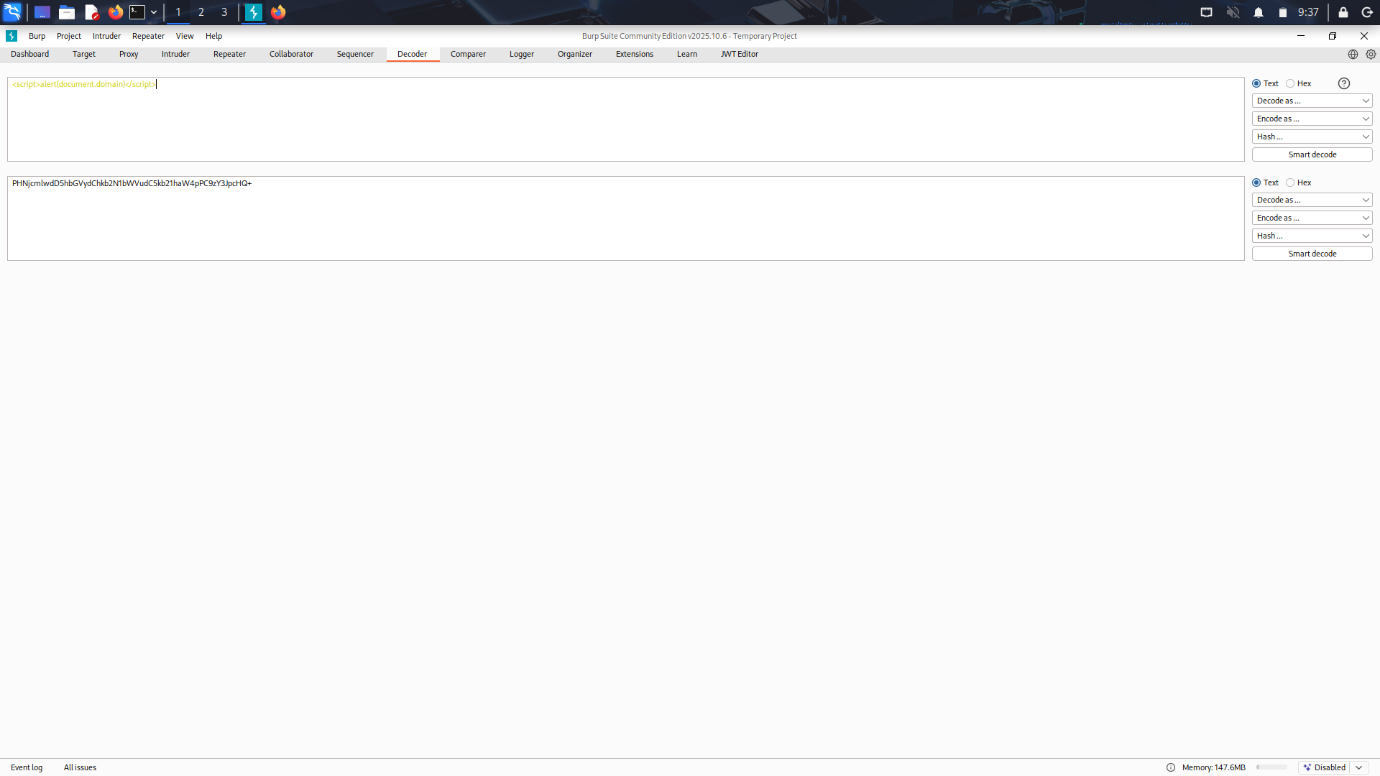 1 2 3 9:37
Burp Project Intruder Repeater View Help Burp Suite Community Edition v2025.10.6 - Temporary Project
Dashboard Target Proxy Intruder Repeater Collaborator Sequencer Decoder Comparer Logger Organizer Extensions Learn JWT Editor
<script>alert(document.domain)</script>
Text Hex
Decode as ...
Encode as ...
Hash ...
Smart decode
PHNjcmlwdD5hbGVydChkb2N1bWVudC5kb21haW4pPC9zY3JpcHQ+
Text Hex
Decode as ...
Encode as ...
Hash ...
Smart decode
Event log All issues Memory: 147.6MB Disabled